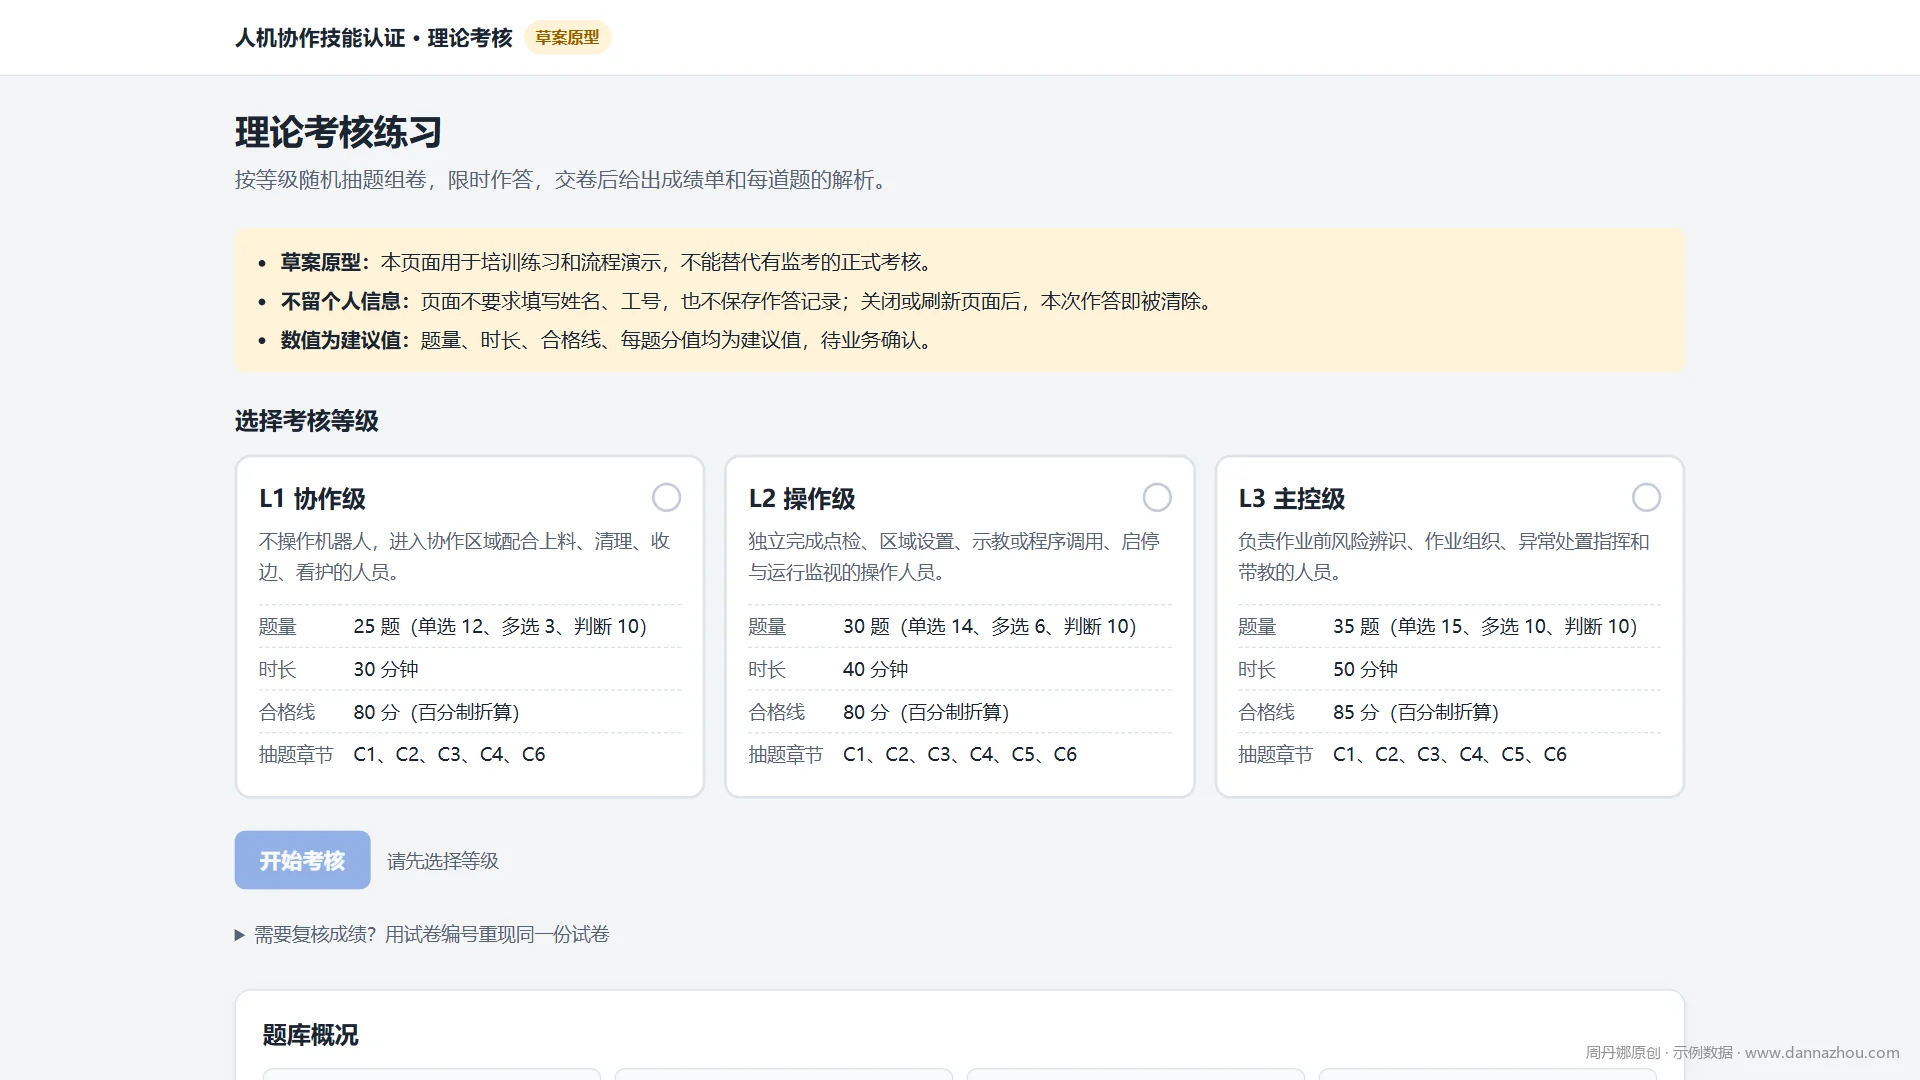 人机协作技能认证·理论考核 草案原型
理论考核练习
按等级随机抽题组卷，限时作答，交卷后给出成绩单和每道题的解析。
• 草案原型：本页面用于培训练习和流程演示，不能替代有监考的正式考核。
• 不留个人信息：页面不要求填写姓名、工号，也不保存作答记录；关闭或刷新页面后，本次作答即被清除。
• 数值为建议值：题量、时长、合格线、每题分值均为建议值，待业务确认。
选择考核等级
L1 协作级
不操作机器人，进入协作区域配合上料、清理、收
边、看护的人员。
题量 25 题（单选 12、多选 3、判断 10）
时长 30 分钟
合格线 80 分（百分制折算）
抽题章节 C1、C2、C3、C4、C6
L2 操作级
独立完成点检、区域设置、示教或程序调用、启停
与运行监视的操作人员。
题量 30 题（单选 14、多选 6、判断 10）
时长 40 分钟
合格线 80 分（百分制折算）
抽题章节 C1、C2、C3、C4、C5、C6
L3 主控级
负责作业前风险辨识、作业组织、异常处置指挥和
带教的人员。
题量 35 题（单选 15、多选 10、判断 10）
时长 50 分钟
合格线 85 分（百分制折算）
抽题章节 C1、C2、C3、C4、C5、C6
开始考核 请先选择等级
▶ 需要复核成绩？用试卷编号重现同一份试卷
题库概况
周丹娜原创 · 示例数据 · www.dannazhou.com